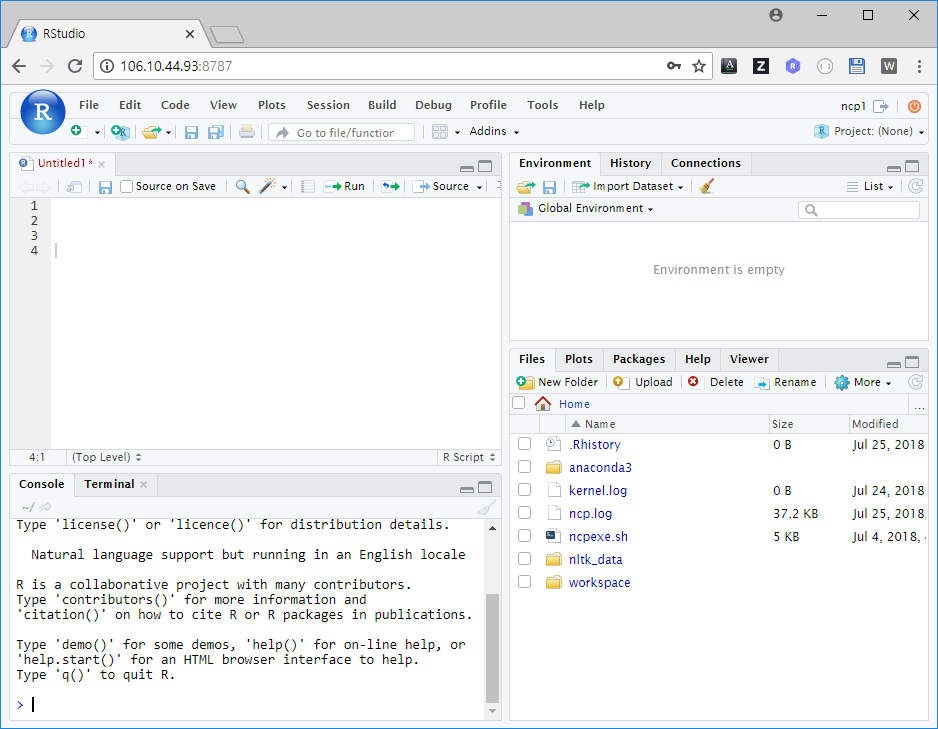 RStudio
106.10.44.93:8787
R File Edit Code View Plots Session Build Debug Profile Tools Help ncp1
Go to file/function Addins Project: (None)
Untitled1*
Source on Save Run Source
1
2
3
4
4:1 (Top Level) R Script
Console Terminal
~/
Type 'license()' or 'licence()' for distribution details.
Natural language support but running in an English locale
R is a collaborative project with many contributors.
Type 'contributors()' for more information and
'citation()' on how to cite R or R packages in publications.
Type 'demo()' for some demos, 'help()' for on-line help, or
'help.start()' for an HTML browser interface to help.
Type 'q()' to quit R.
>
Environment History Connections
Import Dataset List
Global Environment
Environment is empty
Files Plots Packages Help Viewer
New Folder Upload Delete Rename More
Home ...
Name Size Modified
.Rhistory 0 B Jul 25, 2018,
anaconda3
kernel.log 0 B Jul 24, 2018,
ncp.log 37.2 KB Jul 25, 2018,
ncpexe.sh 5 KB Jul 4, 2018,
nltk_data
workspace